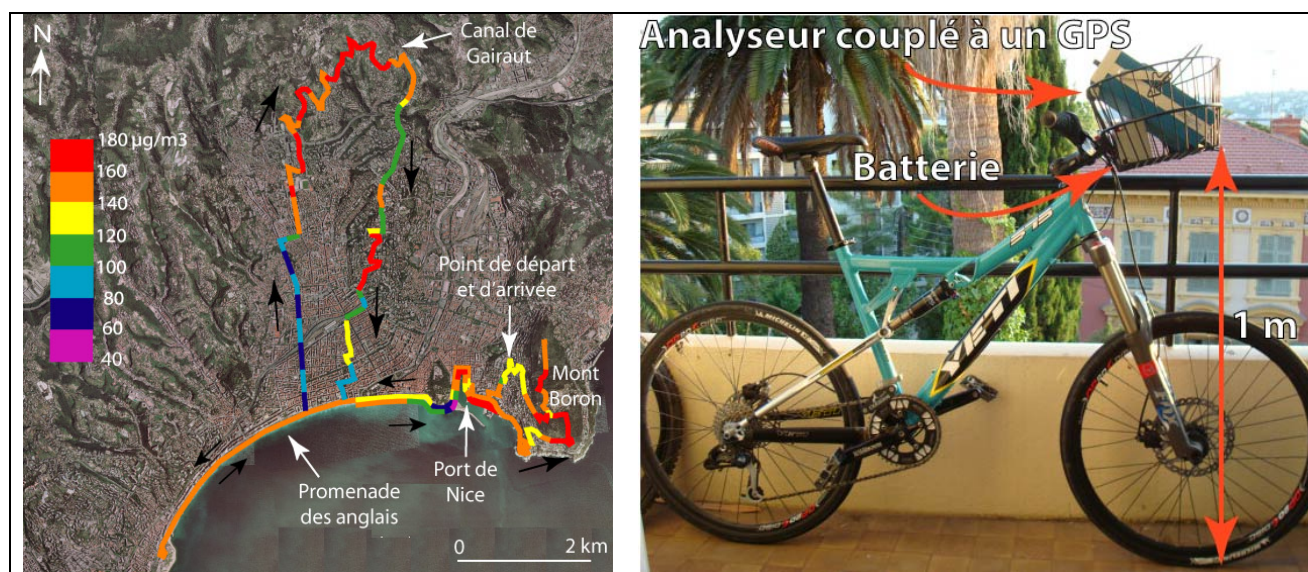 N
Canal de
Gairaut
180 µg/m3
160
140
120
100
80
60
40
Point de départ
et d'arrivée
Mont
Boron
Port de
Nice
Promenade
des anglais
0 2 km
Analyseur couplé à un GPS
Batterie
1 m
YETI
575